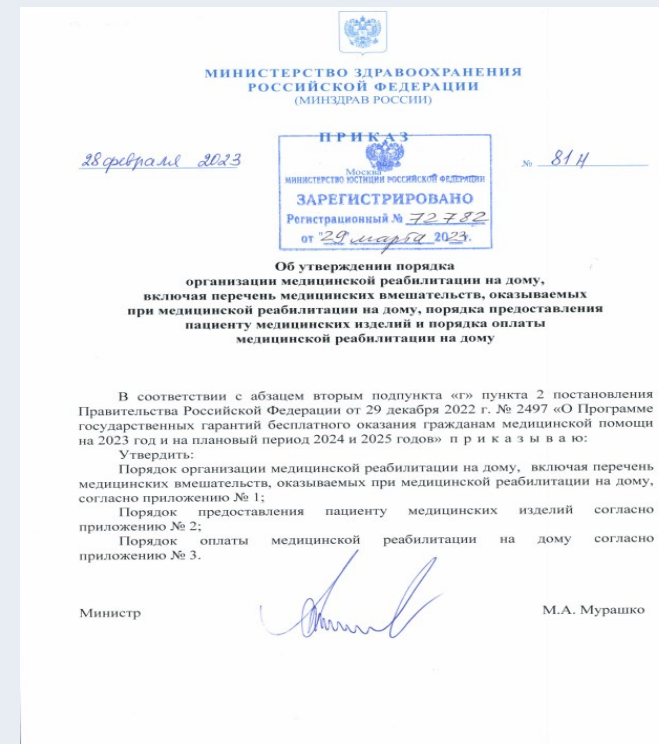 МИНИСТЕРСТВО ЗДРАВООХРАНЕНИЯ
РОССИЙСКОЙ ФЕДЕРАЦИИ
(МИНЗДРАВ РОССИИ)
ПРИКАЗ
28 февраля 2023
№ 81н
Москва
МИНИСТЕРСТВО ЮСТИЦИИ РОССИЙСКОЙ ФЕДЕРАЦИИ
ЗАРЕГИСТРИРОВАНО
Регистрационный № 72782
от "29 марта 2023г.
Об утверждении порядка
организации медицинской реабилитации на дому,
включая перечень медицинских вмешательств, оказываемых
при медицинской реабилитации на дому, порядка предоставления
пациенту медицинских изделий и порядка оплаты
медицинской реабилитации на дому
В соответствии с абзацем вторым подпункта «г» пункта 2 постановления
Правительства Российской Федерации от 29 декабря 2022 г. № 2497 «О Программе
государственных гарантий бесплатного оказания гражданам медицинской помощи
на 2023 год и на плановый период 2024 и 2025 годов» п р и к а з ы в а ю:
Утвердить:
Порядок организации медицинской реабилитации на дому, включая перечень
медицинских вмешательств, оказываемых при медицинской реабилитации на дому,
согласно приложению № 1;
Порядок предоставления пациенту медицинских изделий согласно
приложению № 2;
Порядок оплаты медицинской реабилитации на дому согласно
приложению № 3.
Министр
М.А. Мурашко